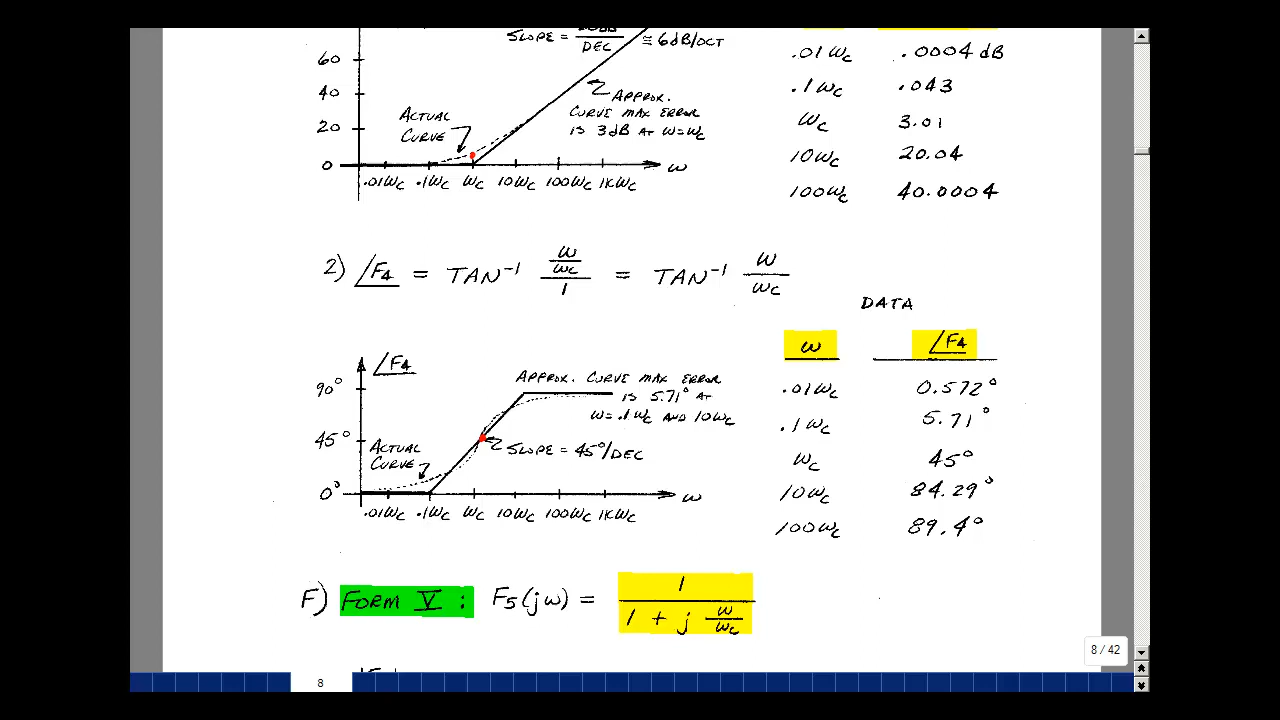 SLOPE = DEC ≅ 6dB/OCT
60
40
20
0
ACTUAL
CURVE
APPROX.
CURVE MAX ERROR
IS 3dB AT ω=ωc
.01ωc .1ωc ωc 10ωc 100ωc 1Kωc
ω
.01ωc .0004 dB
.1ωc .043
ωc 3.01
10ωc 20.04
100ωc 40.0004
2) ∠F4 = TAN⁻¹ (ω/ωc)/1 = TAN⁻¹ ω/ωc
DATA
ω ∠F4
.01ωc 0.572°
.1ωc 5.71°
ωc 45°
10ωc 84.29°
100ωc 89.4°
∠F4
90°
45°
0°
APPROX. CURVE MAX ERROR
IS 5.71° AT
ω=.1ωc AND 10ωc
SLOPE = 45°/DEC
ACTUAL
CURVE
.01ωc .1ωc ωc 10ωc 100ωc 1Kωc
ω
F) FORM V : F5(jω) = 1/(1 + j ω/ωc)
8 / 42
8